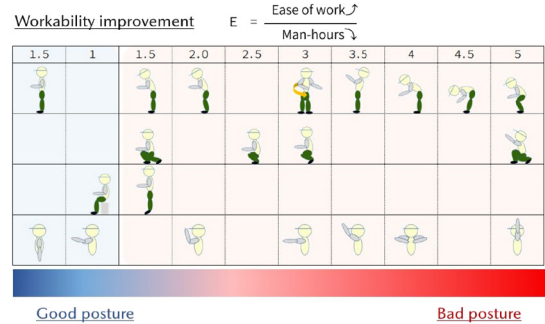 Workability improvement
E = Ease of work
Man-hours
1.5 1 1.5 2.0 2.5 3 3.5 4 4.5 5
Good posture
Bad posture